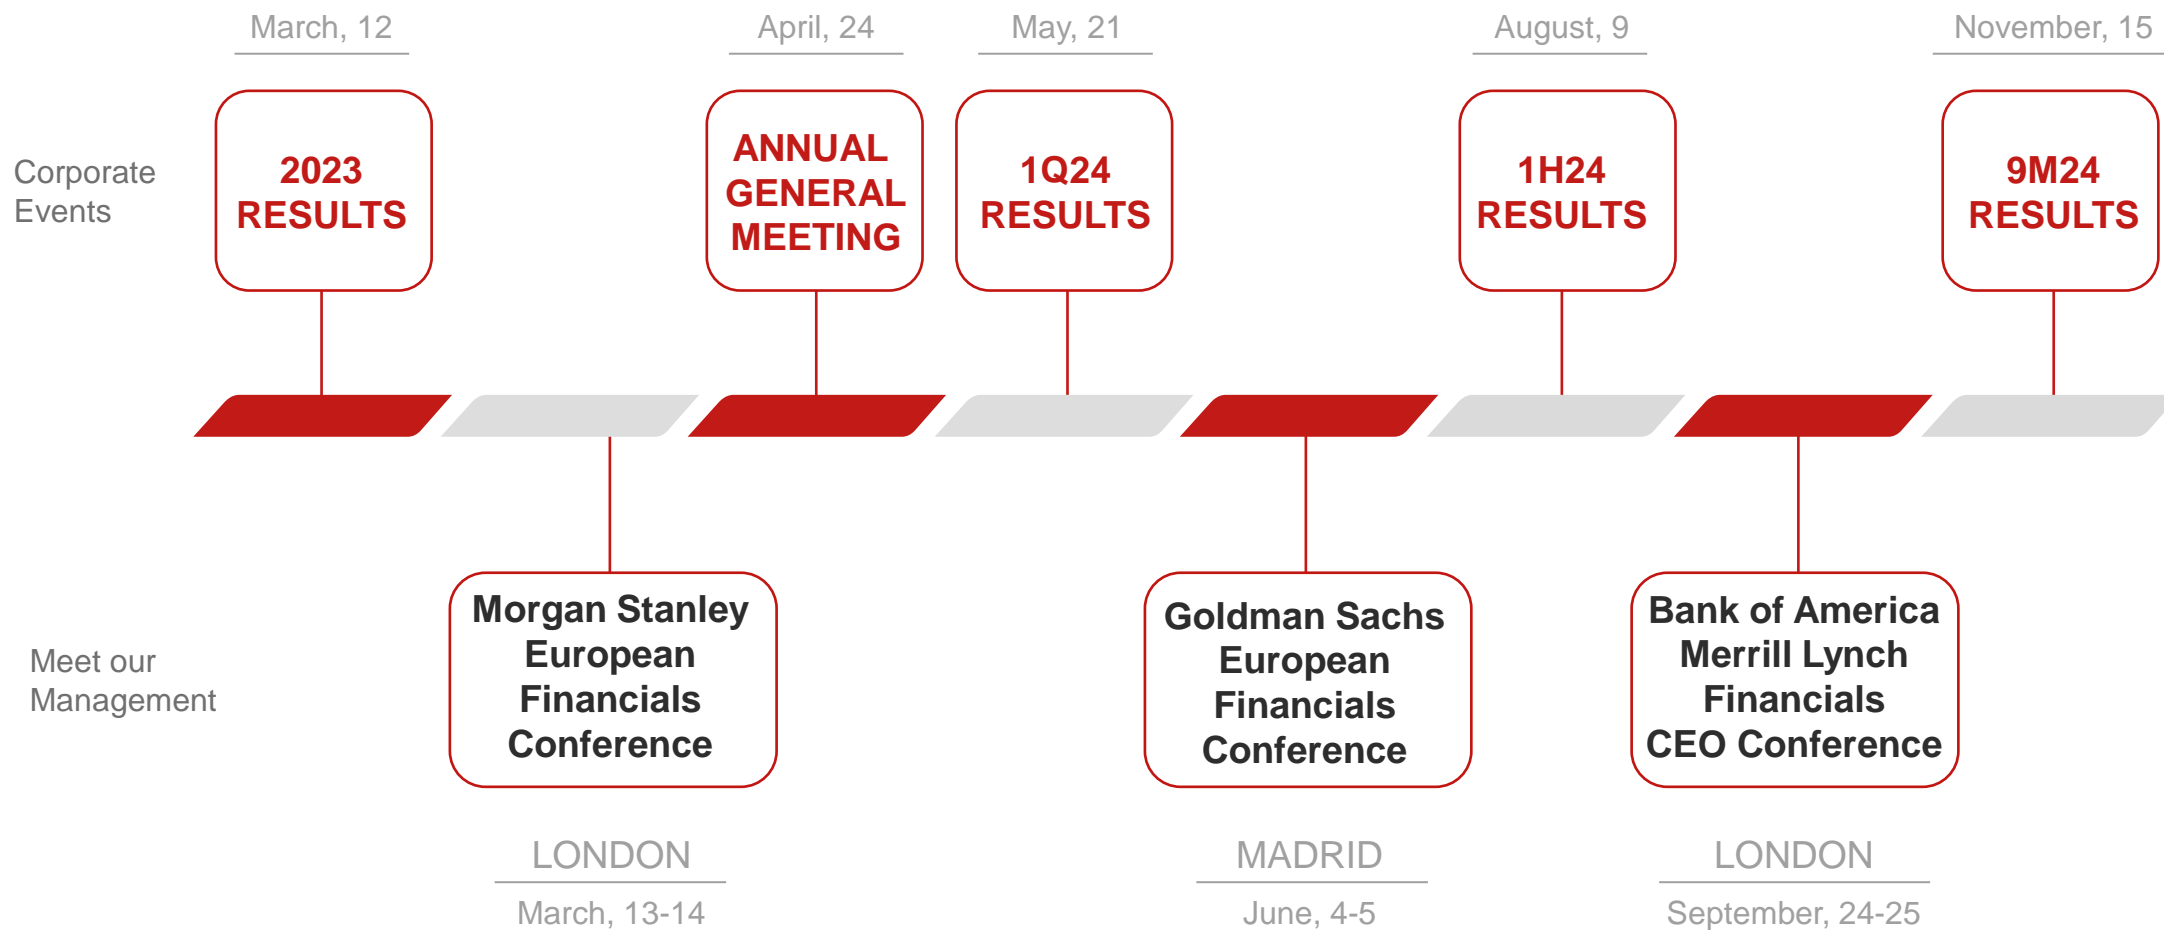 March, 12
April, 24
May, 21
August, 9
November, 15
Corporate
Events
2023
RESULTS
ANNUAL
GENERAL
MEETING
1Q24
RESULTS
1H24
RESULTS
9M24
RESULTS
Meet our
Management
Morgan Stanley
European
Financials
Conference
Goldman Sachs
European
Financials
Conference
Bank of America
Merrill Lynch
Financials
CEO Conference
LONDON
March, 13-14
MADRID
June, 4-5
LONDON
September, 24-25